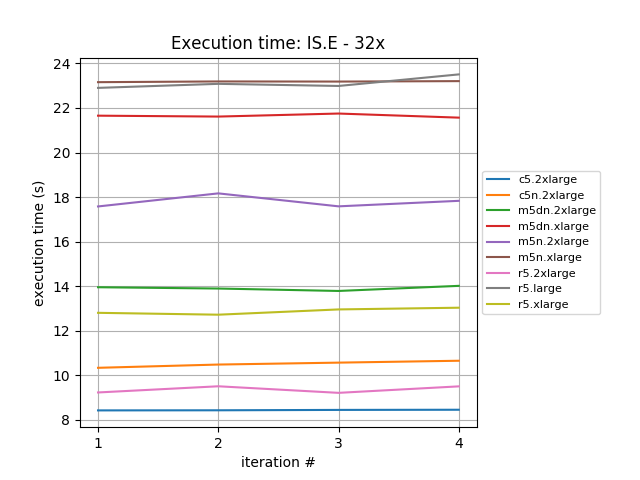 Execution time: IS.E - 32x
execution time (s)
24
22
20
18
16
14
12
10
8
1 2 3 4
iteration #
c5.2xlarge
c5n.2xlarge
m5dn.2xlarge
m5dn.xlarge
m5n.2xlarge
m5n.xlarge
r5.2xlarge
r5.large
r5.xlarge